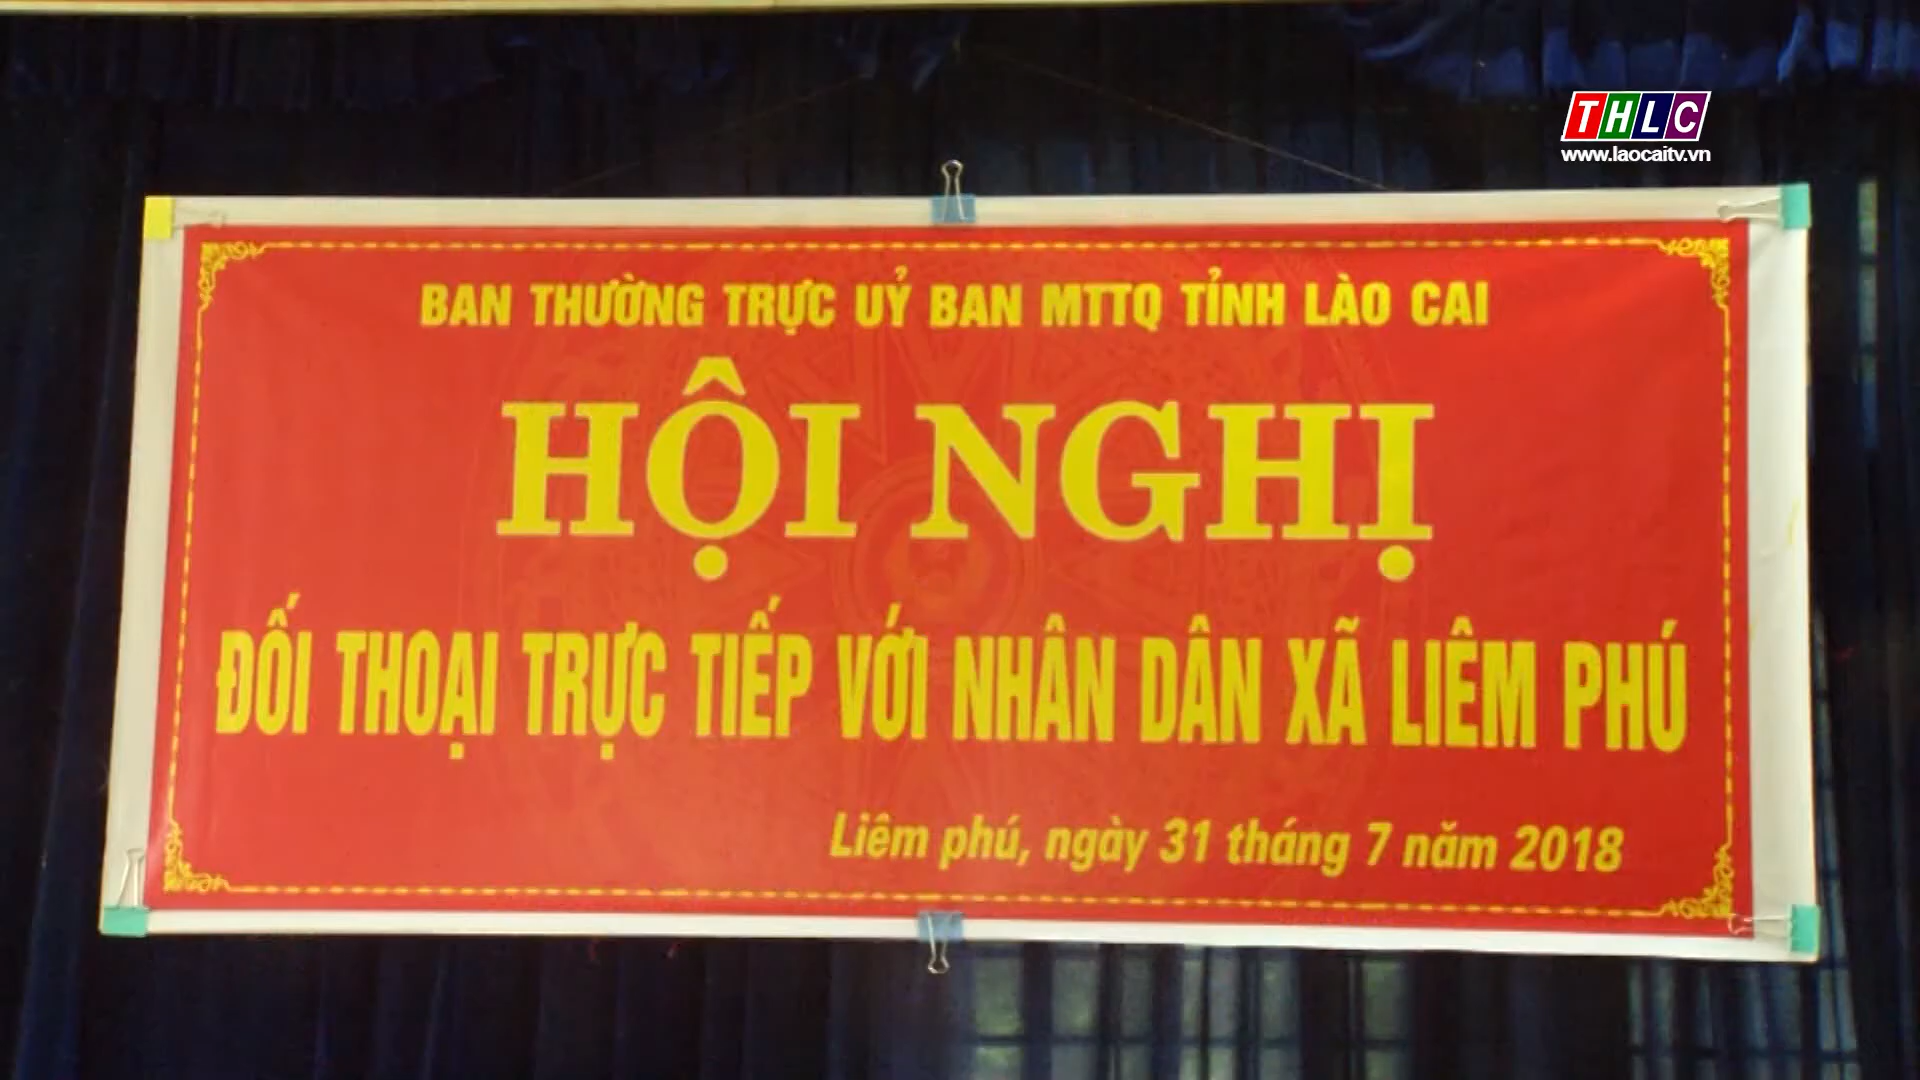 THLC
www.laocaitv.vn
BAN THƯỜNG TRỰC UỶ BAN MTTQ TỈNH LÀO CAI
HỘI NGHỊ
ĐỐI THOẠI TRỰC TIẾP VỚI NHÂN DÂN XÃ LIÊM PHÚ
Liêm phú, ngày 31 tháng 7 năm 2018